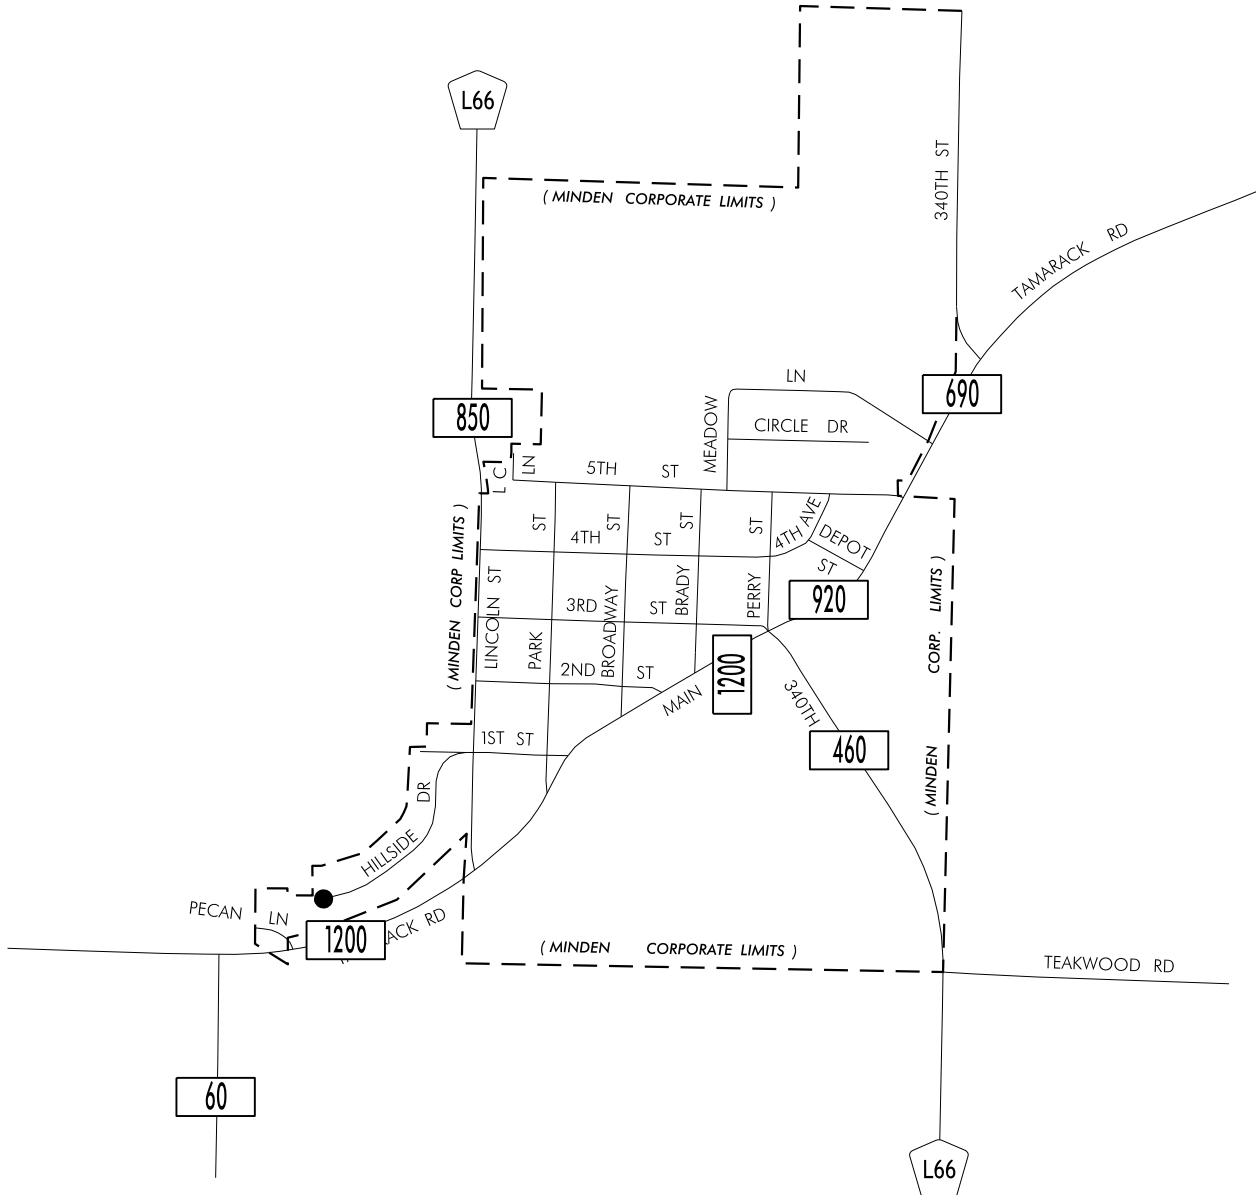 L66
( MINDEN CORPORATE LIMITS )
340TH ST
TAMARACK RD
LN
690
850
MEADOW
CIRCLE DR
L C LN
5TH ST
( MINDEN CORP LIMITS )
ST
4TH ST
ST
ST
ST
4TH AVE
DEPOT ST
LINCOLN ST
PARK
BROADWAY
BRADY
PERRY
3RD ST
920
( MINDEN CORP. LIMITS )
2ND ST
MAIN
1200
340TH
460
1ST ST
HILLSIDE DR
PECAN LN
1200
ACK RD
( MINDEN CORPORATE LIMITS )
TEAKWOOD RD
60
L66